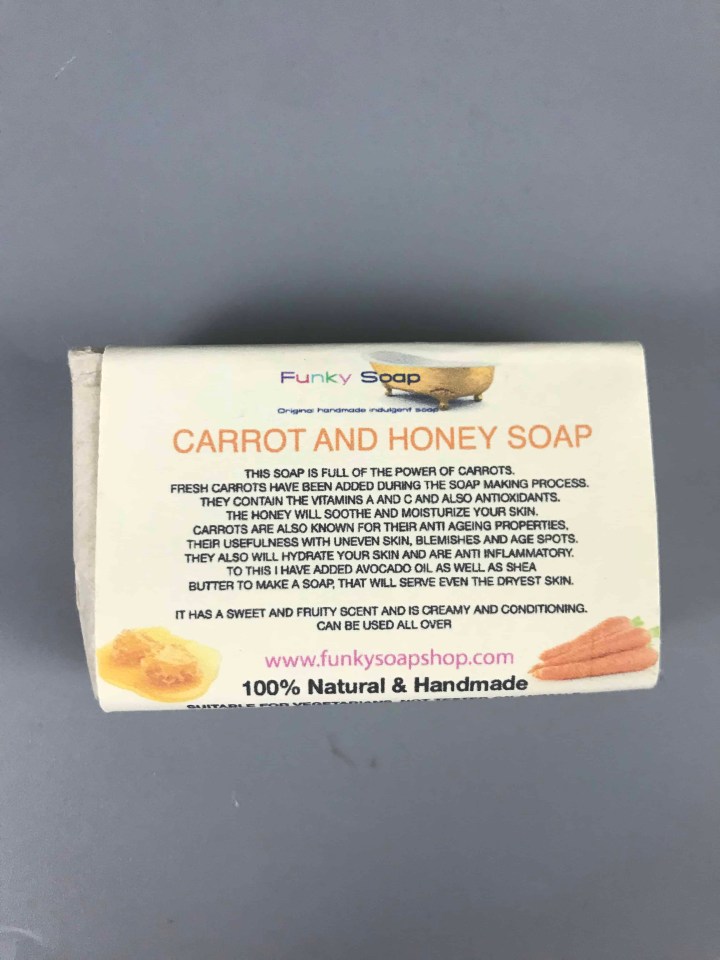 Funky Soap
Original handmade indulgent soap
CARROT AND HONEY SOAP
THIS SOAP IS FULL OF THE POWER OF CARROTS.
FRESH CARROTS HAVE BEEN ADDED DURING THE SOAP MAKING PROCESS.
THEY CONTAIN THE VITAMINS A AND C AND ALSO ANTIOXIDANTS.
THE HONEY WILL SOOTHE AND MOISTURIZE YOUR SKIN.
CARROTS ARE ALSO KNOWN FOR THEIR ANTI AGEING PROPERTIES,
THEIR USEFULNESS WITH UNEVEN SKIN, BLEMISHES AND AGE SPOTS.
THEY ALSO WILL HYDRATE YOUR SKIN AND ARE ANTI INFLAMMATORY.
TO THIS I HAVE ADDED AVOCADO OIL AS WELL AS SHEA
BUTTER TO MAKE A SOAP, THAT WILL SERVE EVEN THE DRYEST SKIN.
IT HAS A SWEET AND FRUITY SCENT AND IS CREAMY AND CONDITIONING.
CAN BE USED ALL OVER
www.funkysoapshop.com
100% Natural & Handmade
SUITABLE FOR VEGETARIANS, NOT TESTED